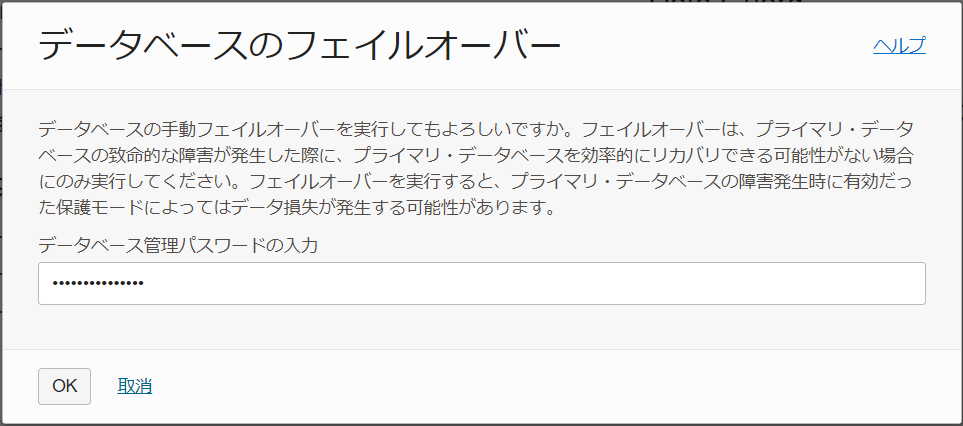 データベースのフェイルオーバー
ヘルプ
データベースの手動フェイルオーバーを実行してもよろしいですか。フェイルオーバーは、プライマリ・データ
ベースの致命的な障害が発生した際に、プライマリ・データベースを効率的にリカバリできる可能性がない場合
にのみ実行してください。フェイルオーバーを実行すると、プライマリ・データベースの障害発生時に有効だっ
た保護モードによってはデータ損失が発生する可能性があります。
データベース管理パスワードの入力
•••••••••••••••
OK
取消